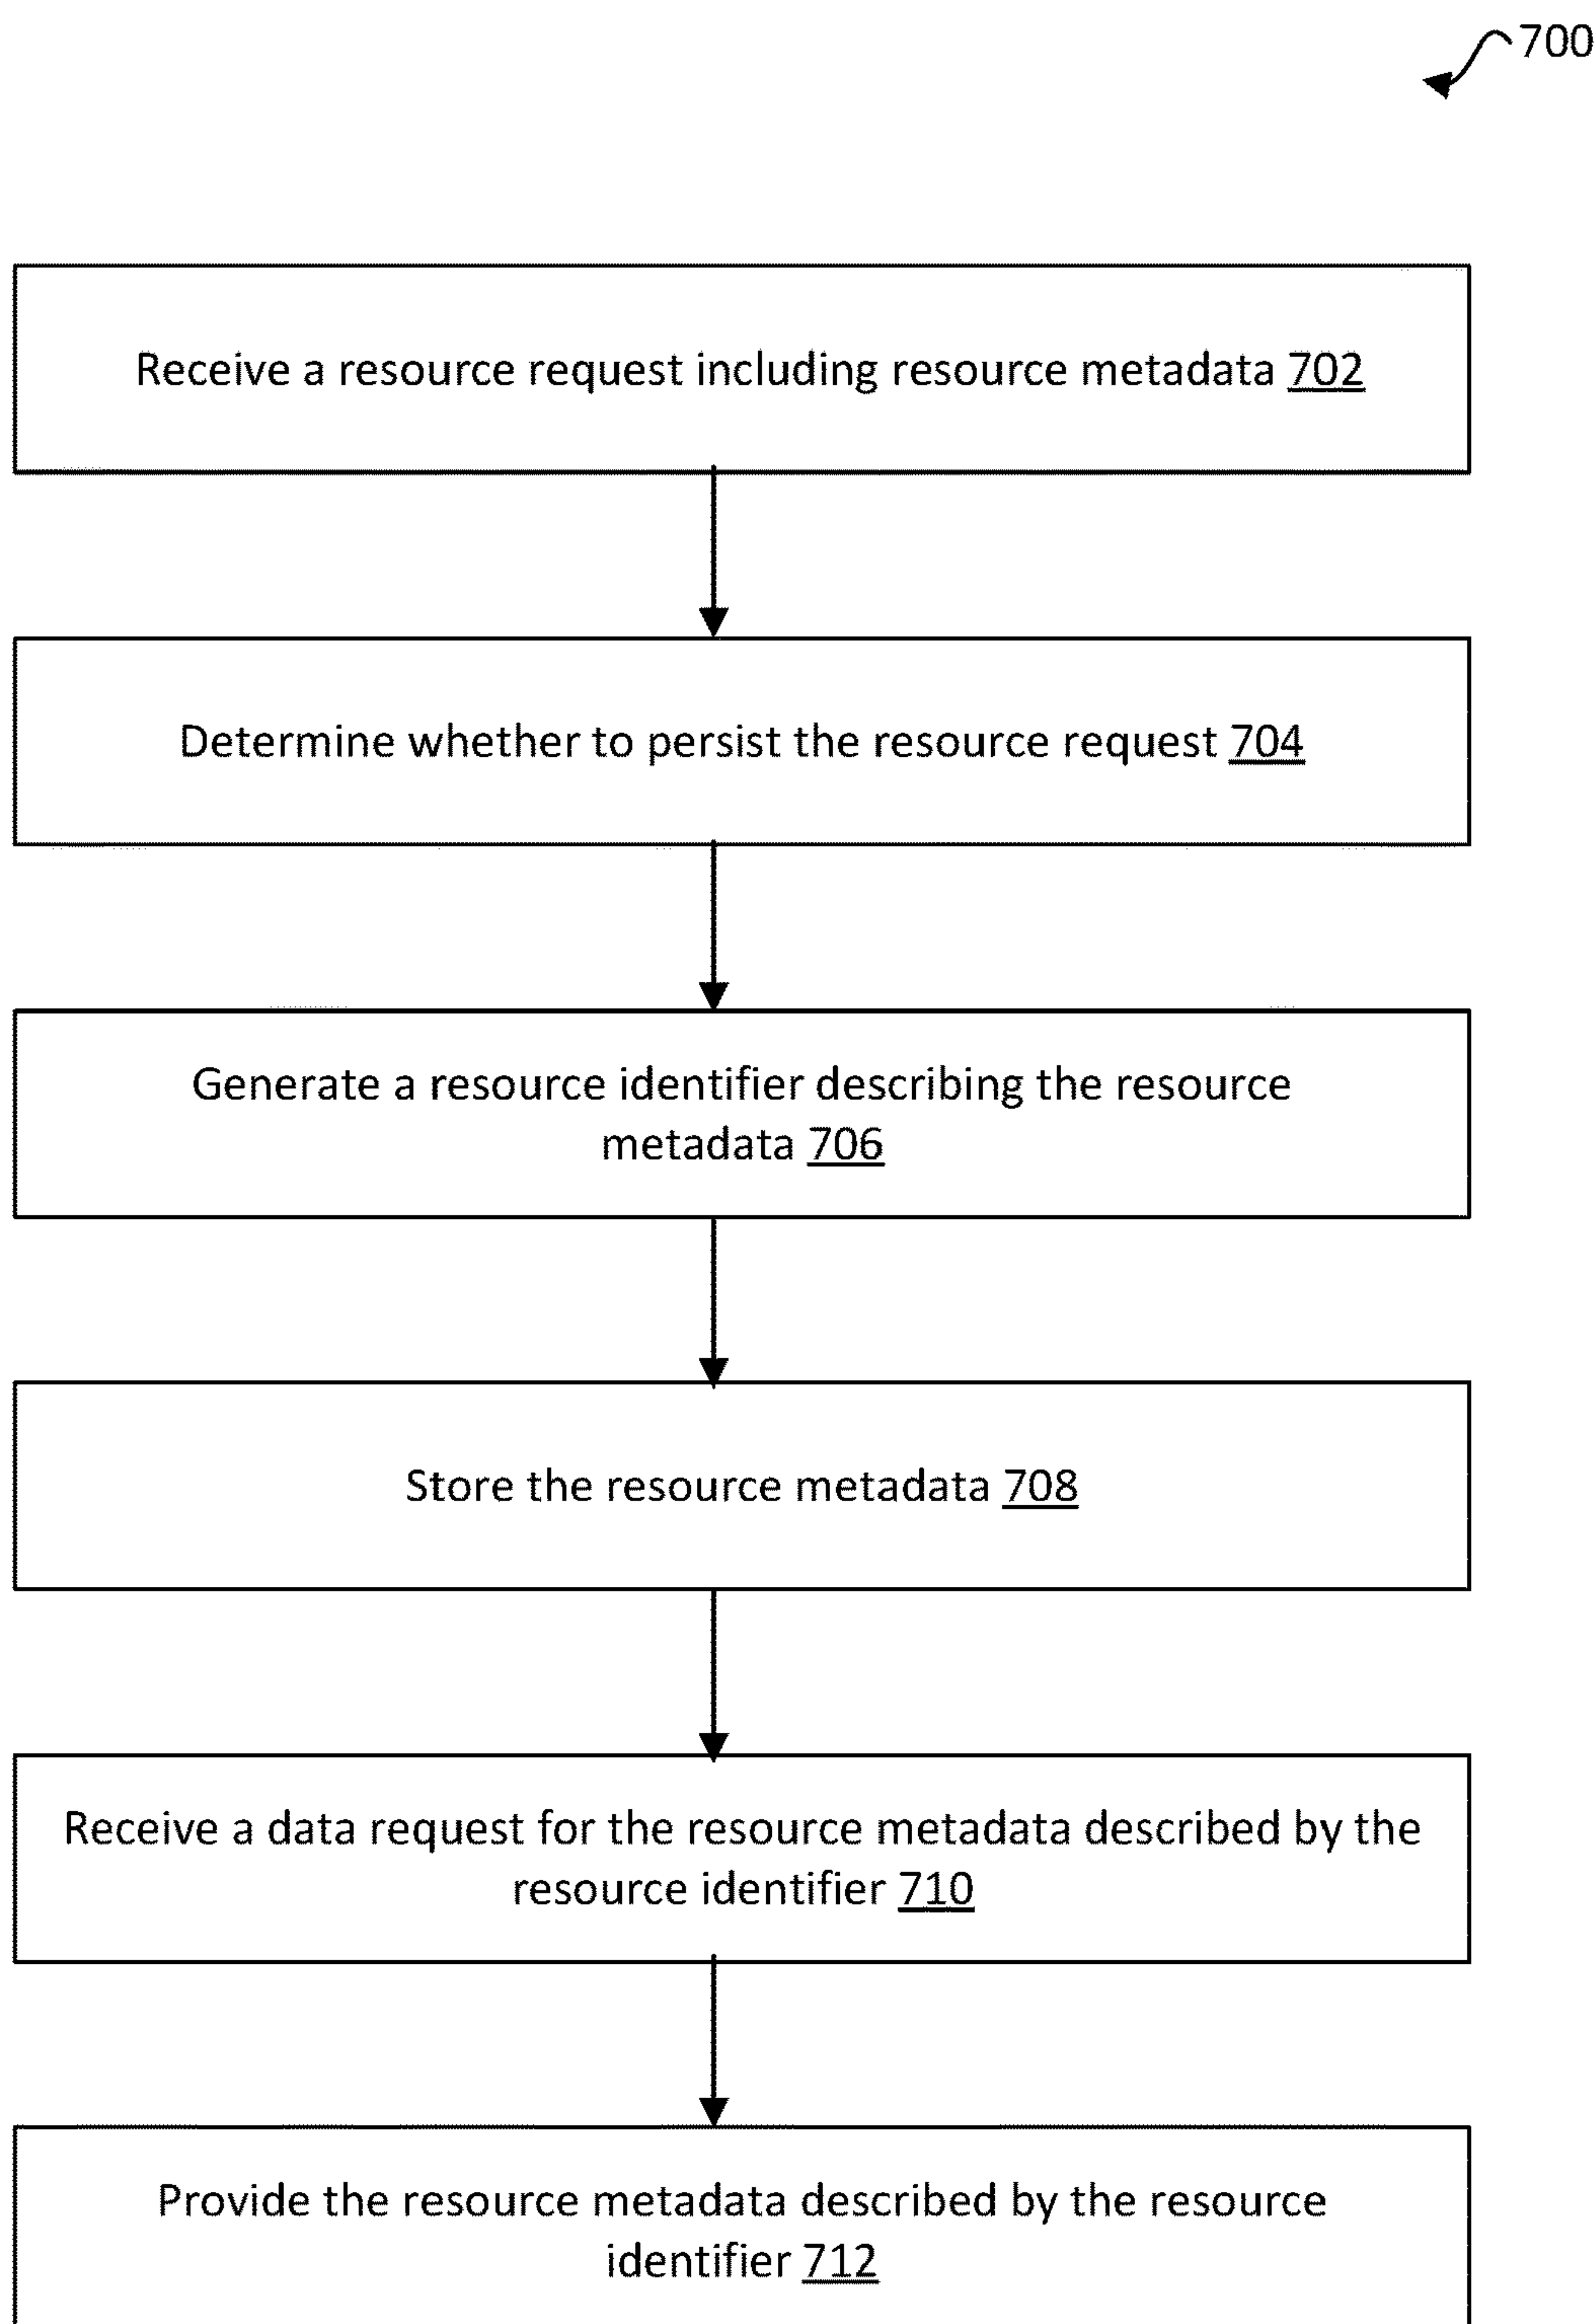 700
Receive a resource request including resource metadata 702
Determine whether to persist the resource request 704
Generate a resource identifier describing the resource
metadata 706
Store the resource metadata 708
Receive a data request for the resource metadata described by the
resource identifier 710
Provide the resource metadata described by the resource
identifier 712